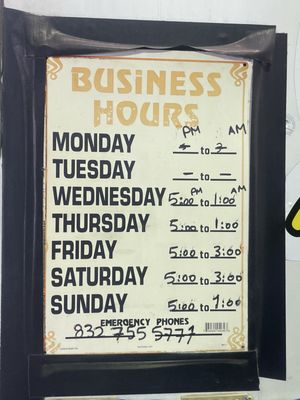 BUSiNESS
HOURS
PM AM
MONDAY to
TUESDAY - to -
PM AM
WEDNESDAY 5:00 to 1:00
THURSDAY 5:00 to 1:00
FRIDAY 5:00 to 3:00
SATURDAY 5:00 to 3:00
SUNDAY 5:00 to 1:00
EMERGENCY PHONES
832 755 5771